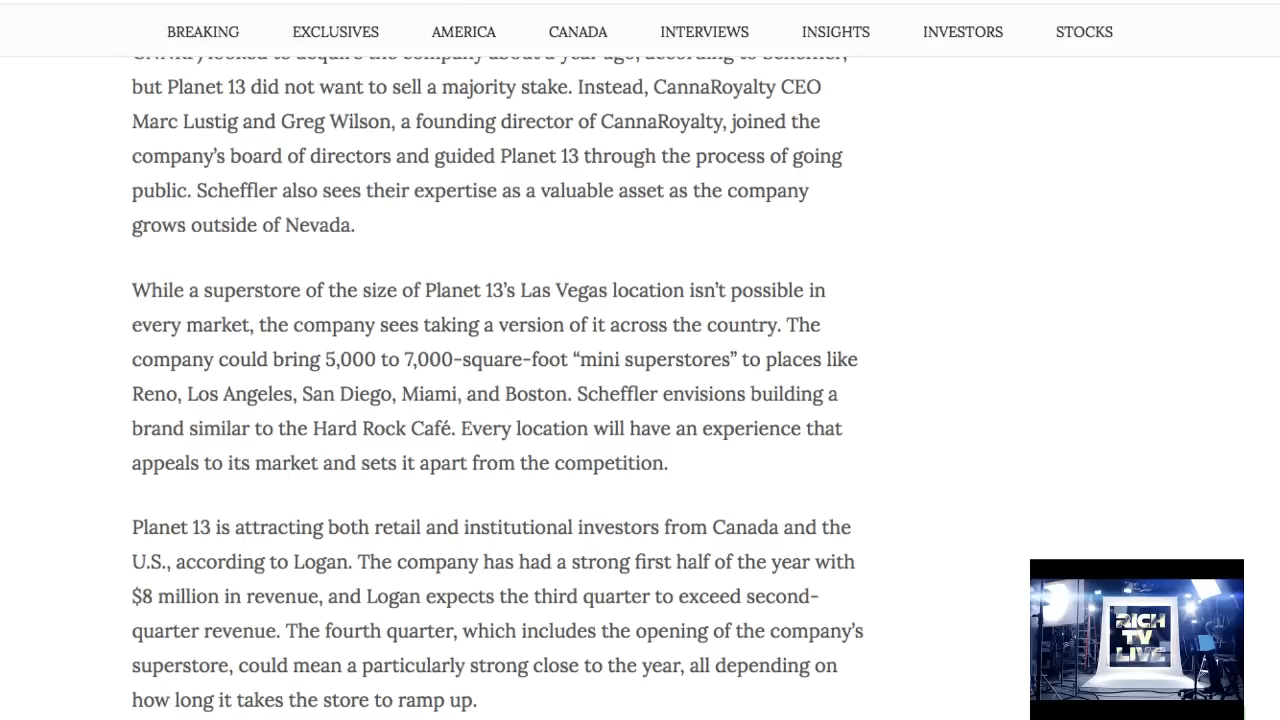 BREAKING EXCLUSIVES AMERICA CANADA INTERVIEWS INSIGHTS INVESTORS STOCKS
looked to acquire the company about a year ago, according to Scheffler,
but Planet 13 did not want to sell a majority stake. Instead, CannaRoyalty CEO
Marc Lustig and Greg Wilson, a founding director of CannaRoyalty, joined the
company’s board of directors and guided Planet 13 through the process of going
public. Scheffler also sees their expertise as a valuable asset as the company
grows outside of Nevada.
While a superstore of the size of Planet 13’s Las Vegas location isn’t possible in
every market, the company sees taking a version of it across the country. The
company could bring 5,000 to 7,000-square-foot “mini superstores” to places like
Reno, Los Angeles, San Diego, Miami, and Boston. Scheffler envisions building a
brand similar to the Hard Rock Café. Every location will have an experience that
appeals to its market and sets it apart from the competition.
Planet 13 is attracting both retail and institutional investors from Canada and the
U.S., according to Logan. The company has had a strong first half of the year with
$8 million in revenue, and Logan expects the third quarter to exceed second-
quarter revenue. The fourth quarter, which includes the opening of the company’s
superstore, could mean a particularly strong close to the year, all depending on
how long it takes the store to ramp up.
RICH
TV
LIVE